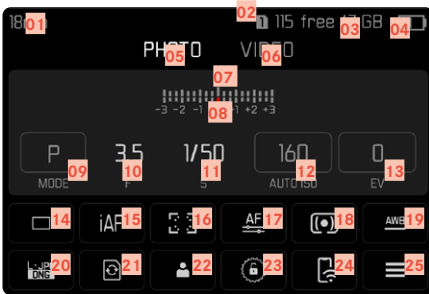 01 02 1 115 free 03 GB 04
PHOTO 05 VIDEO 06
07
-3 -2 -1 08 +1 +2 +3
P 09 3.5 10 1/50 11 160 12 0 13
MODE F S AUTO ISO EV
14 iAF 15 16 AF 17 18 AWB 19
DNG 20 21 22 23 24 25